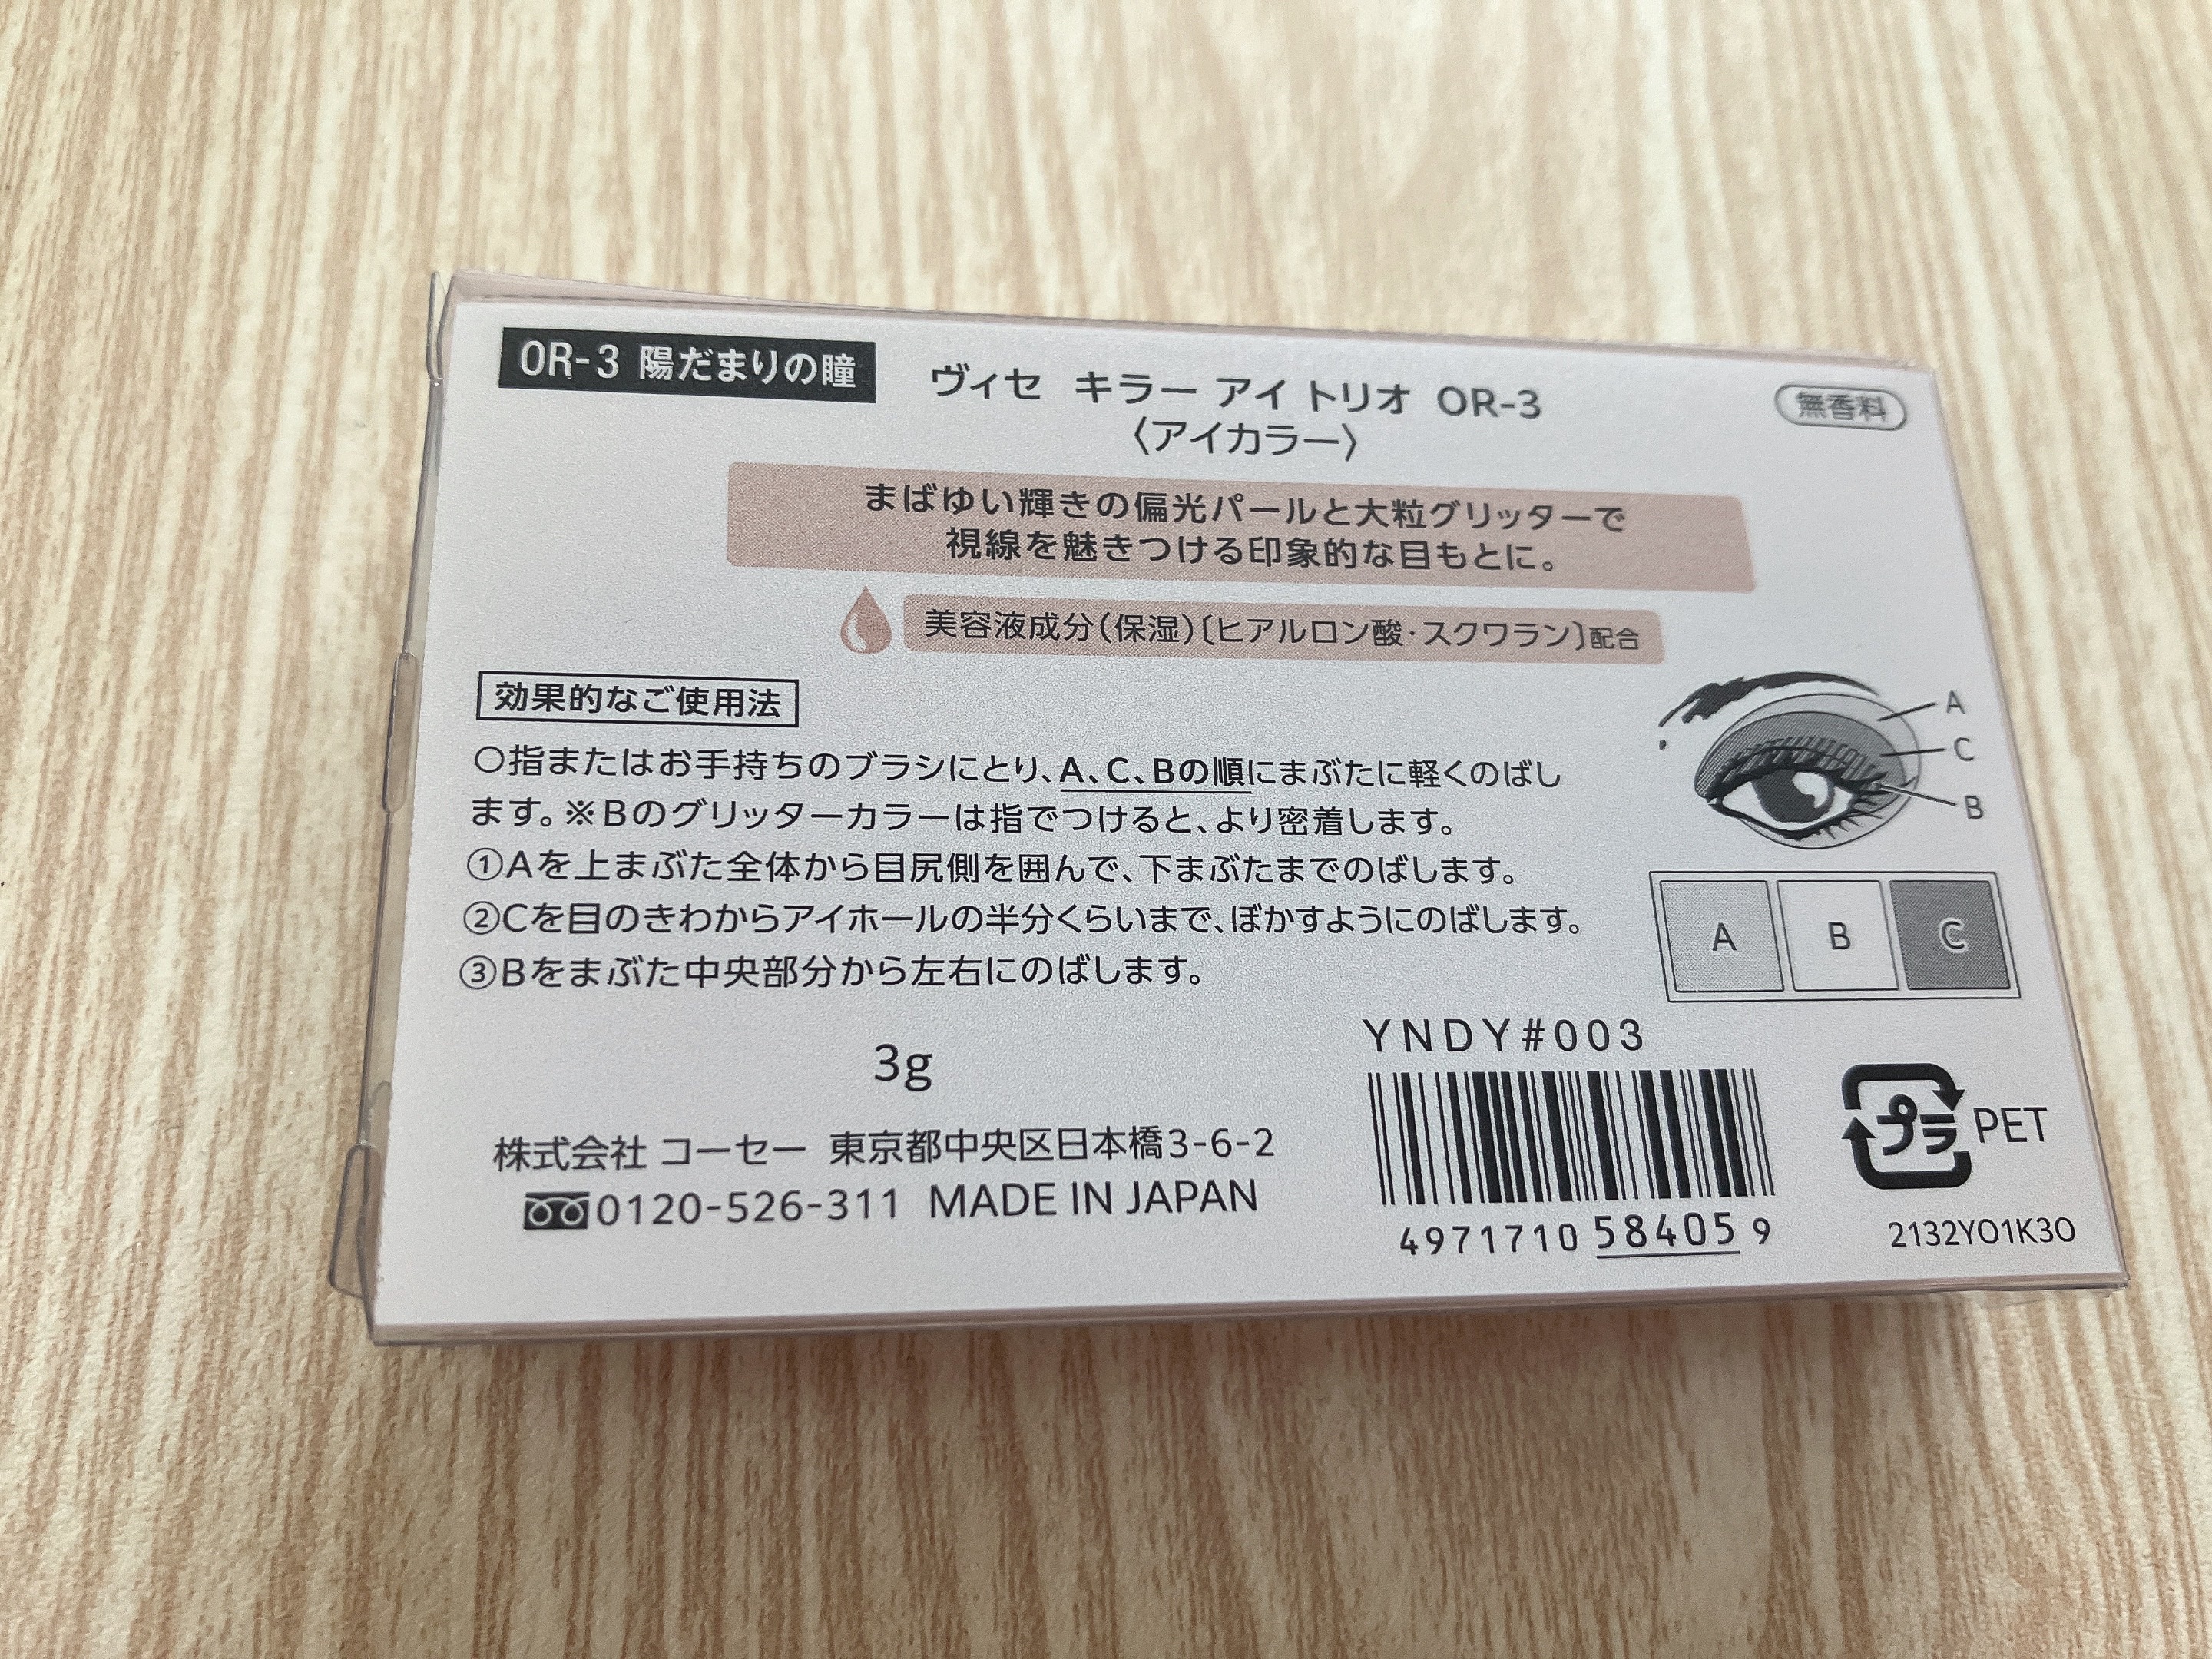 OR-3 陽だまりの瞳
ヴィセ キラー アイ トリオ OR-3
〈アイカラー〉
無香料
まばゆい輝きの偏光パールと大粒グリッターで
視線を魅きつける印象的な目もとに。
美容液成分(保湿)〔ヒアルロン酸・スクワラン〕配合
効果的なご使用法
○指またはお手持ちのブラシにとり、A、C、Bの順にまぶたに軽くのばし
ます。※Bのグリッターカラーは指でつけると、より密着します。
①Aを上まぶた全体から目尻側を囲んで、下まぶたまでのばします。
②Cを目のきわからアイホールの半分くらいまで、ぼかすようにのばします。
③Bをまぶた中央部分から左右にのばします。
A
C
B
A B C
3g
株式会社 コーセー 東京都中央区日本橋3-6-2
0120-526-311 MADE IN JAPAN
YNDY#003
4971710 584059
プラ PET
2132YO1K3O